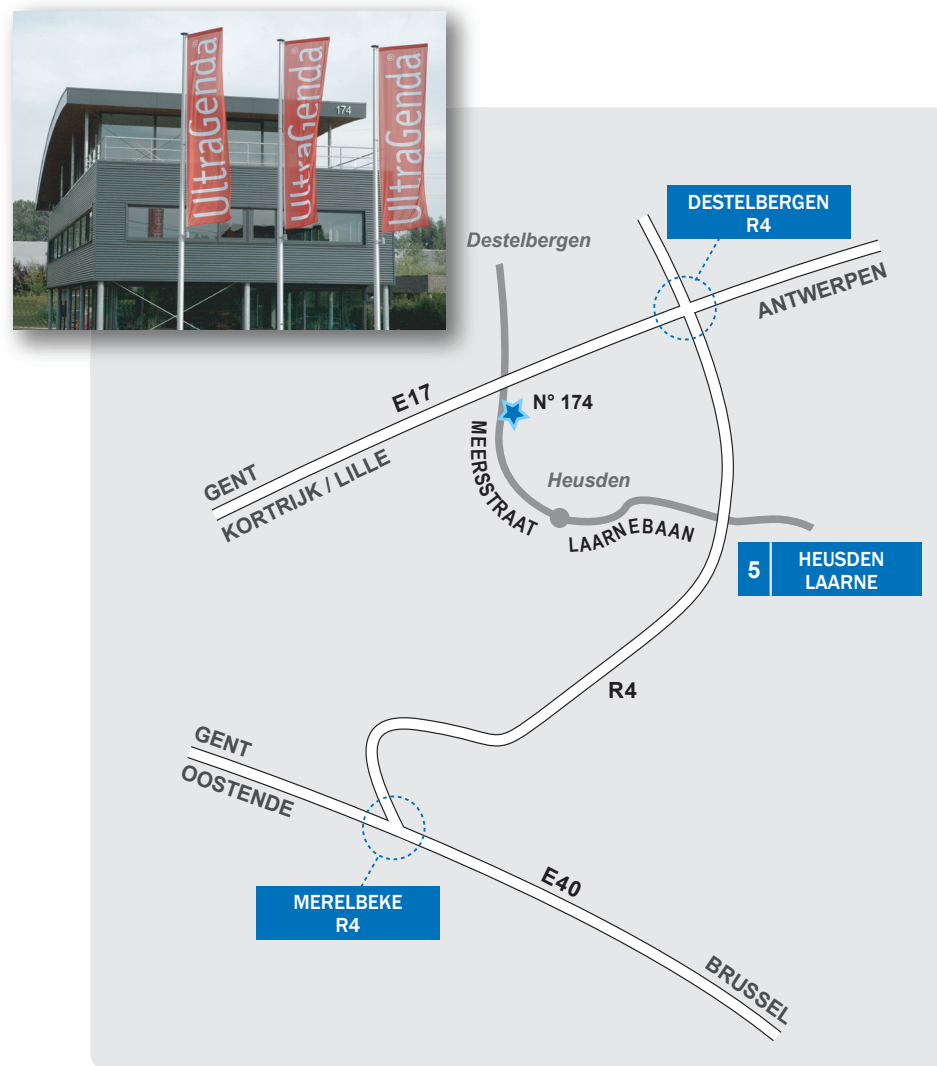 174
UltraGenda®
UltraGenda®
UltraGenda®
DESTELBERGEN
R4
Destelbergen
ANTWERPEN
E17
N° 174
MEERSSTRAAT
GENT
KORTRIJK / LILLE
Heusden
LAARNEBAAN
5
HEUSDEN
LAARNE
R4
GENT
OOSTENDE
MERELBEKE
R4
E40
BRUSSEL